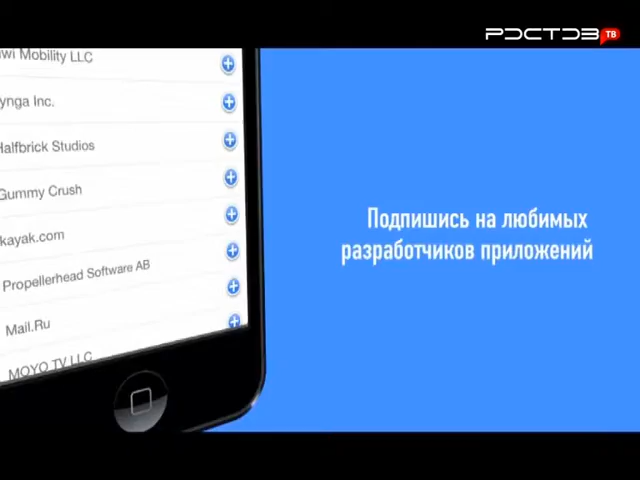 РОСТОВ ТВ
Mobility LLC
ynga Inc.
Halfbrick Studios
Gummy Crush
kayak.com
Propellerhead Software AB
Mail.Ru
MOYO TV LLC
Подпишись на любимых
разработчиков приложений